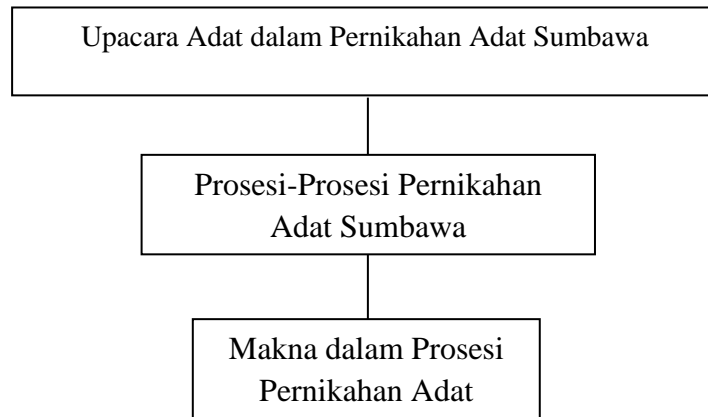 Upacara Adat dalam Pernikahan Adat Sumbawa
Prosesi-Prosesi Pernikahan
Adat Sumbawa
Makna dalam Prosesi
Pernikahan Adat